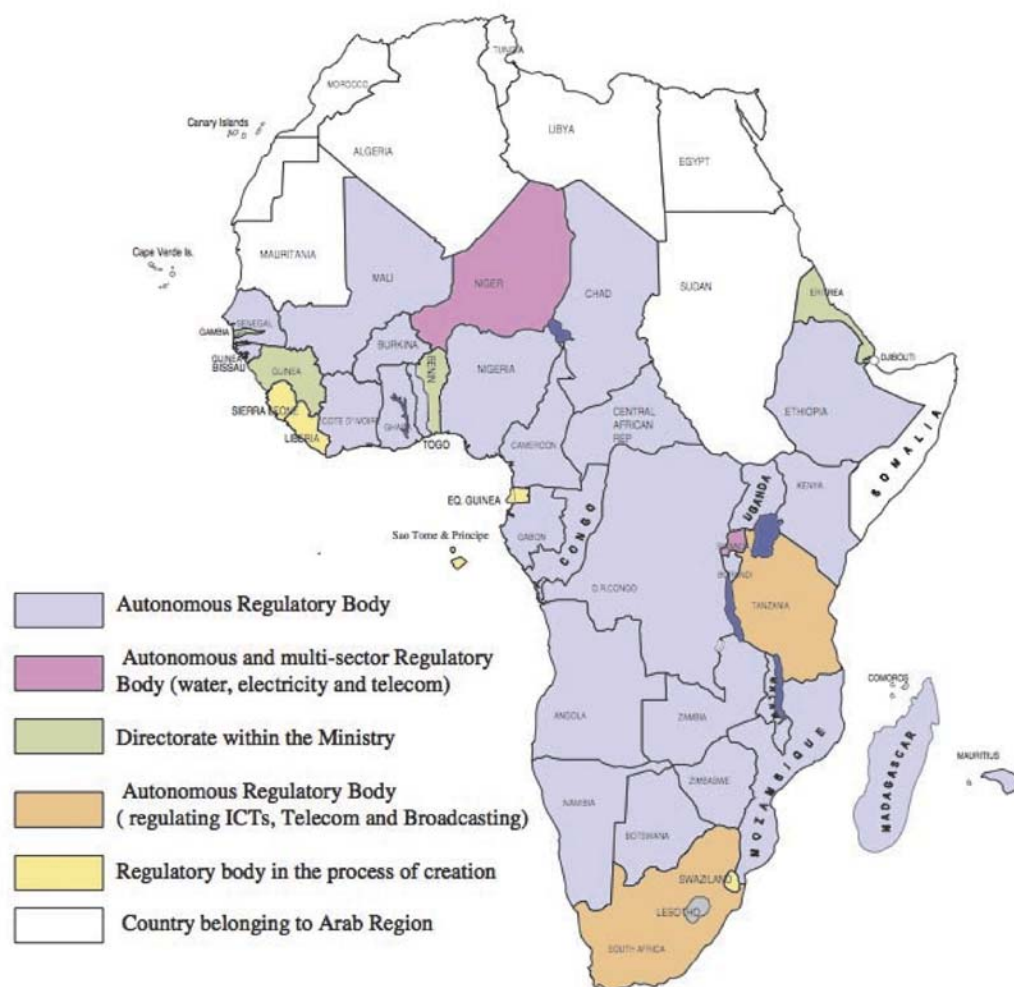 TUNISIA
MOROCCO
Canary Islands
ALGERIA
LIBYA
EGYPT
Cape Verde Is.
MAURITANIA
MALI
NIGER
CHAD
SUDAN
ERITREA
SENEGAL
GAMBIA
GUINEA
BISSAU
BURKINA
BENIN
NIGERIA
DJIBOUTI
GUINEA
SIERRA LEONE
LIBERIA
COTE D'IVOIR
TOGO
CENTRAL
AFRICAN
REP
CAMEROON
ETHIOPIA
SOMALIA
EQ. GUINEA
Sao Tome & Principe
GABON
CONGO
UGANDA
KENYA
D.R.CONGO
BURUNDI
TANZANIA
Autonomous Regulatory Body
Autonomous and multi-sector Regulatory
Body (water, electricity and telecom)
Directorate within the Ministry
Autonomous Regulatory Body
( regulating ICTs, Telecom and Broadcasting)
Regulatory body in the process of creation
Country belonging to Arab Region
COMOROS
ANGOLA
ZAMBIA
MOZAMBIQUE
MADAGASCAR
MAURITIUS
ZIMBABWE
NAMIBIA
BOTSWANA
SWAZILAND
LESOTHO
SOUTH AFRICA